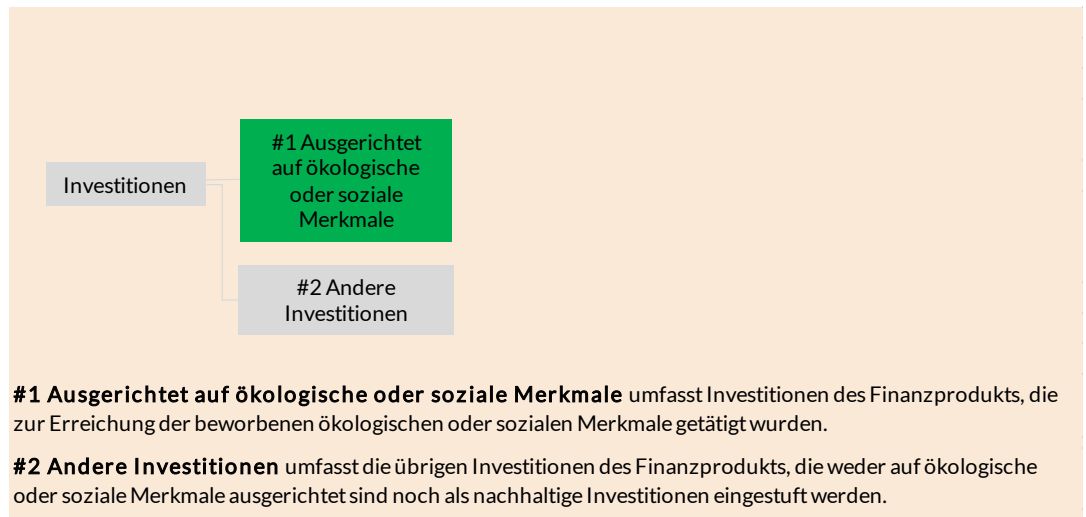 #1 Ausgerichtet
auf ökologische
oder soziale
Merkmale
Investitionen
#2 Andere
Investitionen
#1 Ausgerichtet auf ökologische oder soziale Merkmale umfasst Investitionen des Finanzprodukts, die
zur Erreichung der beworbenen ökologischen oder sozialen Merkmale getätigt wurden.
#2 Andere Investitionen umfasst die übrigen Investitionen des Finanzprodukts, die weder auf ökologische
oder soziale Merkmale ausgerichtet sind noch als nachhaltige Investitionen eingestuft werden.